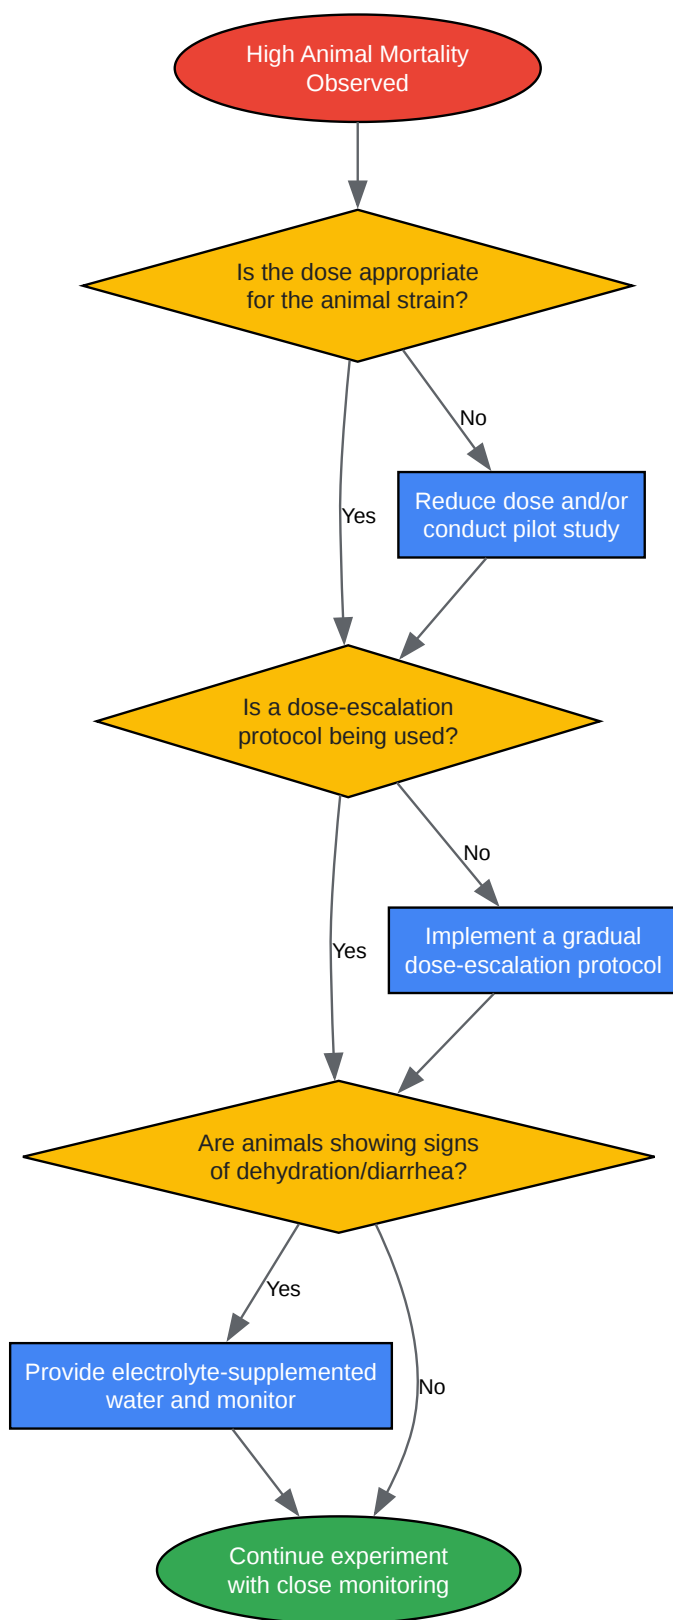 High Animal Mortality
Observed
Is the dose appropriate
for the animal strain?
No
Reduce dose and/or
conduct pilot study
Yes
Is a dose-escalation
protocol being used?
No
Implement a gradual
dose-escalation protocol
Yes
Are animals showing signs
of dehydration/diarrhea?
Yes
Provide electrolyte-supplemented
water and monitor
No
Continue experiment
with close monitoring